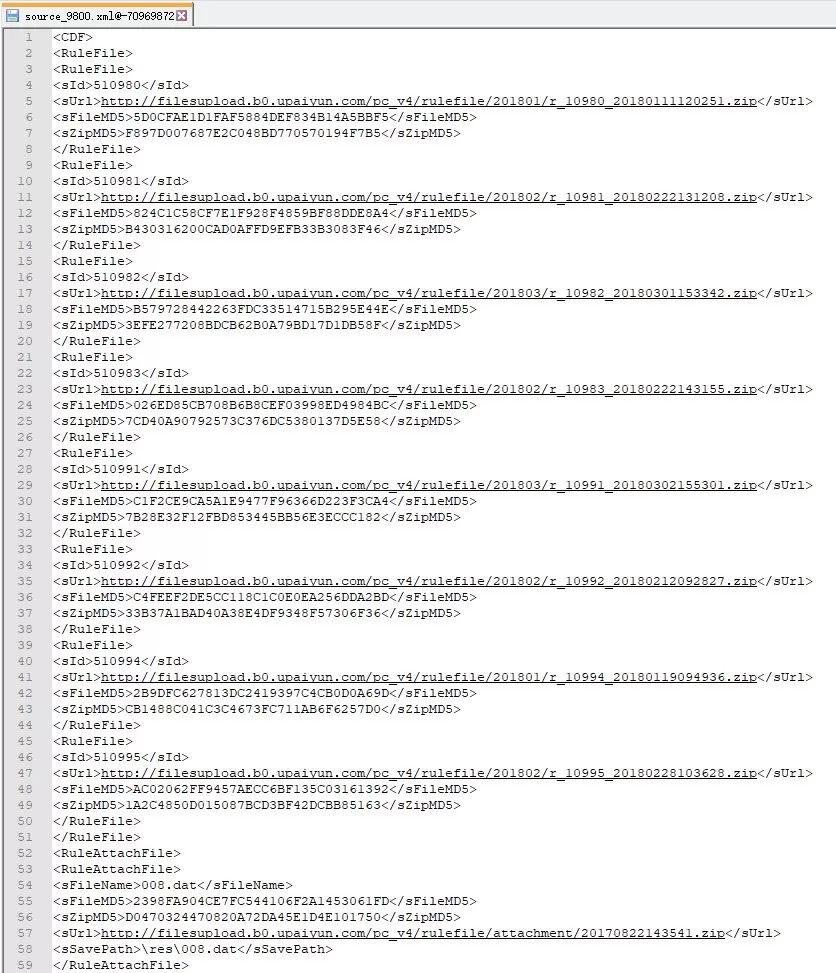 source_9800.xml@-70969872
1 <CDF>
2 <RuleFile>
3 <RuleFile>
4 <sId>510980</sId>
5 <sUrl>http://filesupload.b0.upaiyun.com/pc_v4/rulefile/201801/r_10980_20180111120251.zip</sUrl>
6 <sFileMD5>5D0CFAE1D1FAF5884DEF834B14A5BBF5</sFileMD5>
7 <sZipMD5>F897D007687E2C048BD770570194F7B5</sZipMD5>
8 </RuleFile>
9 <RuleFile>
10 <sId>510981</sId>
11 <sUrl>http://filesupload.b0.upaiyun.com/pc_v4/rulefile/201802/r_10981_20180222131208.zip</sUrl>
12 <sFileMD5>824C1C58CF7E1F928F4859BF88DDE8A4</sFileMD5>
13 <sZipMD5>B430316200CAD0AFFD9EFB33B3083F46</sZipMD5>
14 </RuleFile>
15 <RuleFile>
16 <sId>510982</sId>
17 <sUrl>http://filesupload.b0.upaiyun.com/pc_v4/rulefile/201803/r_10982_20180301153342.zip</sUrl>
18 <sFileMD5>B579728442263FDC33514715B295E44E</sFileMD5>
19 <sZipMD5>3EFE277208BDCB62B0A79BD17D1DB58F</sZipMD5>
20 </RuleFile>
21 <RuleFile>
22 <sId>510983</sId>
23 <sUrl>http://filesupload.b0.upaiyun.com/pc_v4/rulefile/201802/r_10983_20180222143155.zip</sUrl>
24 <sFileMD5>026ED85CB708B6B8CEF03998ED4984BC</sFileMD5>
25 <sZipMD5>7CD40A90792573C376DC5380137D5E58</sZipMD5>
26 </RuleFile>
27 <RuleFile>
28 <sId>510991</sId>
29 <sUrl>http://filesupload.b0.upaiyun.com/pc_v4/rulefile/201803/r_10991_20180302155301.zip</sUrl>
30 <sFileMD5>C1F2CE9CA5A1E9477F96366D223F3CA4</sFileMD5>
31 <sZipMD5>7B28E32F12FBD853445BB56E3ECCC182</sZipMD5>
32 </RuleFile>
33 <RuleFile>
34 <sId>510992</sId>
35 <sUrl>http://filesupload.b0.upaiyun.com/pc_v4/rulefile/201802/r_10992_20180212092827.zip</sUrl>
36 <sFileMD5>C4FEEF2DE5CC118C1C0E0EA256DDA2BD</sFileMD5>
37 <sZipMD5>33B37A1BAD40A38E4DF9348F57306F36</sZipMD5>
38 </RuleFile>
39 <RuleFile>
40 <sId>510994</sId>
41 <sUrl>http://filesupload.b0.upaiyun.com/pc_v4/rulefile/201801/r_10994_20180119094936.zip</sUrl>
42 <sFileMD5>2B9DFC627813DC2419397C4CB0D0A69D</sFileMD5>
43 <sZipMD5>CB1488C041C3C4673FC711AB6F6257D0</sZipMD5>
44 </RuleFile>
45 <RuleFile>
46 <sId>510995</sId>
47 <sUrl>http://filesupload.b0.upaiyun.com/pc_v4/rulefile/201802/r_10995_20180228103628.zip</sUrl>
48 <sFileMD5>AC02062FF9457AECC6BF135C03161392</sFileMD5>
49 <sZipMD5>1A2C4850D015087BCD3BF42DCBB85163</sZipMD5>
50 </RuleFile>
51 </RuleFile>
52 <RuleAttachFile>
53 <RuleAttachFile>
54 <sFileName>008.dat</sFileName>
55 <sFileMD5>2398FA904CE7FC544106F2A1453061FD</sFileMD5>
56 <sZipMD5>D0470324470820A72DA45E1D4E101750</sZipMD5>
57 <sUrl>http://filesupload.b0.upaiyun.com/pc_v4/rulefile/attachment/20170822143541.zip</sUrl>
58 <sSavePath>\res\008.dat</sSavePath>
59 </RuleAttachFile>